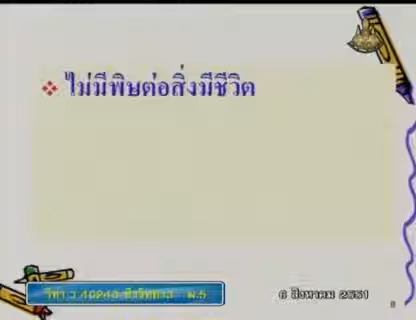 ไม่มีพิษต่อสิ่งมีชีวิต
วิชา ว 40243 ชีววิทยา ม.5
6 สิงหาคม 2551